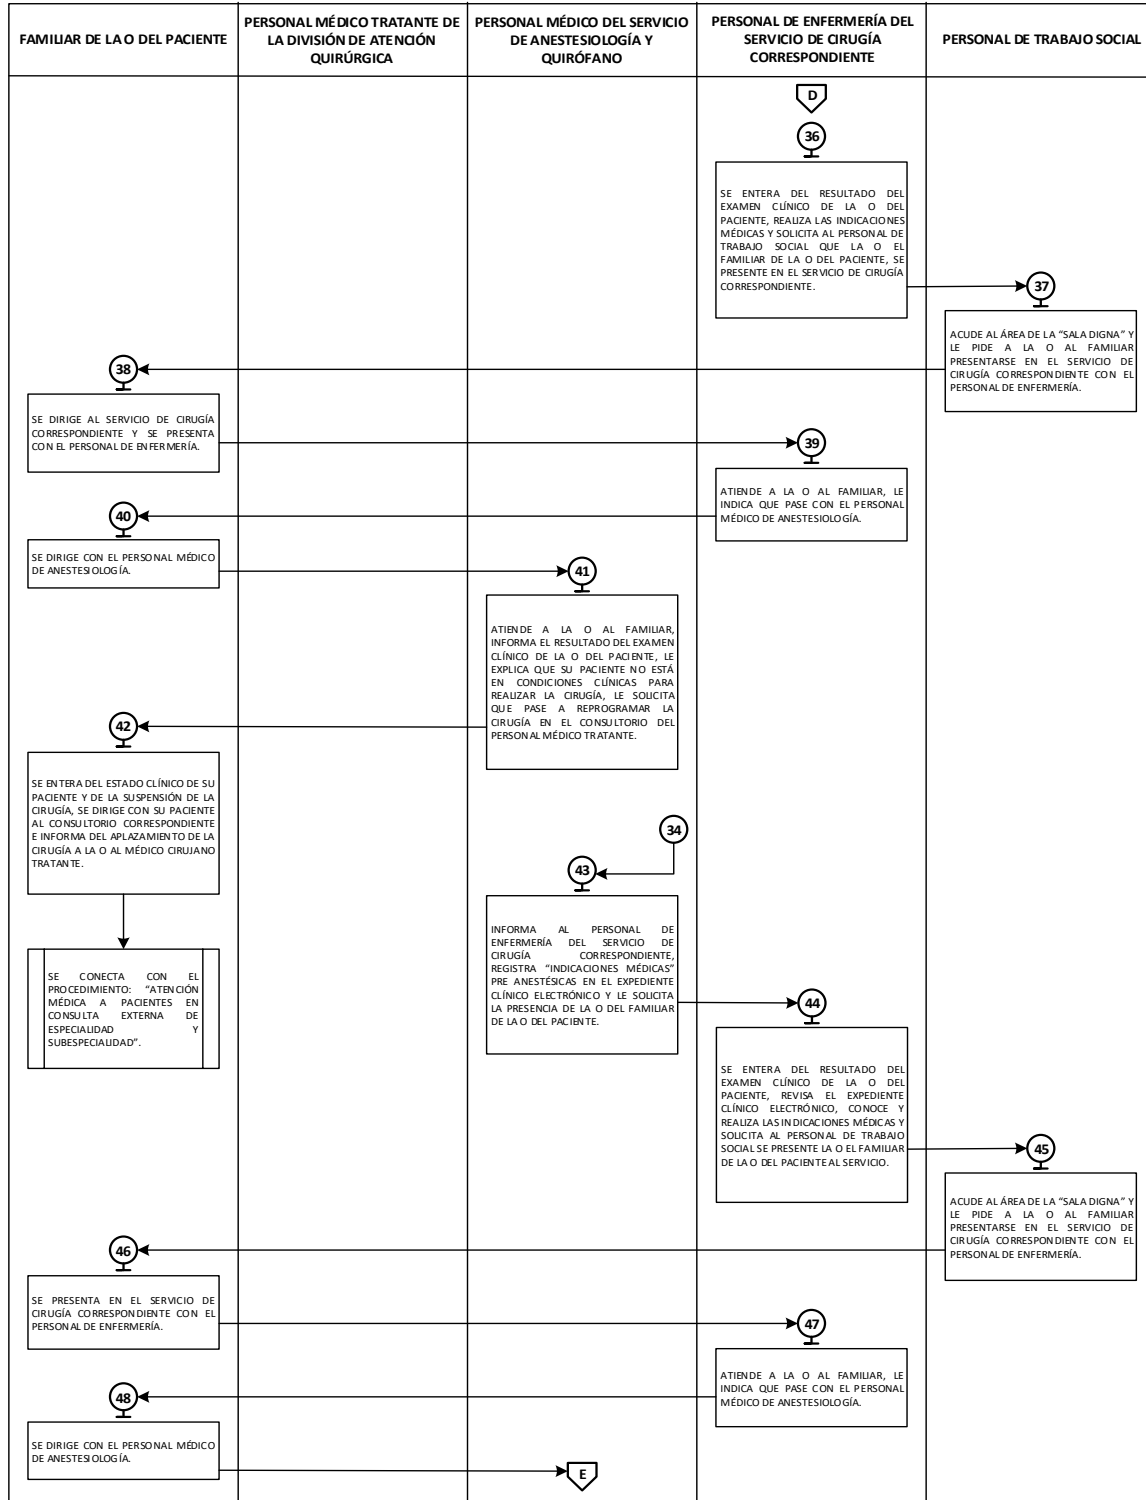 FAMILIAR DE LA O DEL PACIENTE
PERSONAL MÉDICO TRATANTE DE
LA DIVISIÓN DE ATENCIÓN
QUIRÚRGICA
PERSONAL MÉDICO DEL SERVICIO
DE ANESTESIOLOGÍA Y
QUIRÓFANO
PERSONAL DE ENFERMERÍA DEL
SERVICIO DE CIRUGÍA
CORRESPONDIENTE
PERSONAL DE TRABAJO SOCIAL
D
36
SE ENTERA DEL RESULTADO DEL
EXAMEN CLÍNICO DE LA O DEL
PACIENTE, REALIZA LAS INDICACIONES
MÉDICAS Y SOLICITA AL PERSONAL DE
TRABAJO SOCIAL QUE LA O EL
FAMILIAR DE LA O DEL PACIENTE, SE
PRESENTE EN EL SERVICIO DE CIRUGÍA
CORRESPONDIENTE.
37
ACUDE AL ÁREA DE LA “SALA DIGNA” Y
LE PIDE A LA O AL FAMILIAR
PRESENTARSE EN EL SERVICIO DE
CIRUGÍA CORRESPONDIENTE CON EL
PERSONAL DE ENFERMERÍA.
38
SE DIRIGE AL SERVICIO DE CIRUGÍA
CORRESPONDIENTE Y SE PRESENTA
CON EL PERSONAL DE ENFERMERÍA.
39
ATIENDE A LA O AL FAMILIAR, LE
INDICA QUE PASE CON EL PERSONAL
MÉDICO DE ANESTESIOLOGÍA.
40
SE DIRIGE CON EL PERSONAL MÉDICO
DE ANESTESIOLOGÍA.
41
ATIENDE A LA O AL FAMILIAR,
INFORMA EL RESULTADO DEL EXAMEN
CLÍNICO DE LA O DEL PACIENTE, LE
EXPLICA QUE SU PACIENTE NO ESTÁ
EN CONDICIONES CLÍNICAS PARA
REALIZAR LA CIRUGÍA, LE SOLICITA
QUE PASE A REPROGRAMAR LA
CIRUGÍA EN EL CONSULTORIO DEL
PERSONAL MÉDICO TRATANTE.
42
SE ENTERA DEL ESTADO CLÍNICO DE SU
PACIENTE Y DE LA SUSPENSIÓN DE LA
CIRUGÍA, SE DIRIGE CON SU PACIENTE
AL CONSULTORIO CORRESPONDIENTE
E INFORMA DEL APLAZAMIENTO DE LA
CIRUGÍA A LA O AL MÉDICO CIRUJANO
TRATANTE.
SE CONECTA CON EL
PROCEDIMIENTO: “ATENCIÓN
MÉDICA A PACIENTES EN
CONSULTA EXTERNA DE
ESPECIALIDAD Y
SUBESPECIALIDAD”.
34
43
INFORMA AL PERSONAL DE
ENFERMERÍA DEL SERVICIO DE
CIRUGÍA CORRESPONDIENTE,
REGISTRA “INDICACIONES MÉDICAS”
PRE ANESTÉSICAS EN EL EXPEDIENTE
CLÍNICO ELECTRÓNICO Y LE SOLICITA
LA PRESENCIA DE LA O DEL FAMILIAR
DE LA O DEL PACIENTE.
44
SE ENTERA DEL RESULTADO DEL
EXAMEN CLÍNICO DE LA O DEL
PACIENTE, REVISA EL EXPEDIENTE
CLÍNICO ELECTRÓNICO, CONOCE Y
REALIZA LAS INDICACIONES MÉDICAS Y
SOLICITA AL PERSONAL DE TRABAJO
SOCIAL SE PRESENTE LA O EL FAMILIAR
DE LA O DEL PACIENTE AL SERVICIO.
45
ACUDE AL ÁREA DE LA “SALA DIGNA” Y
LE PIDE A LA O AL FAMILIAR
PRESENTARSE EN EL SERVICIO DE
CIRUGÍA CORRESPONDIENTE CON EL
PERSONAL DE ENFERMERÍA.
46
SE PRESENTA EN EL SERVICIO DE
CIRUGÍA CORRESPONDIENTE CON EL
PERSONAL DE ENFERMERÍA.
47
ATIENDE A LA O AL FAMILIAR, LE
INDICA QUE PASE CON EL PERSONAL
MÉDICO DE ANESTESIOLOGÍA.
48
SE DIRIGE CON EL PERSONAL MÉDICO
DE ANESTESIOLOGÍA.
E